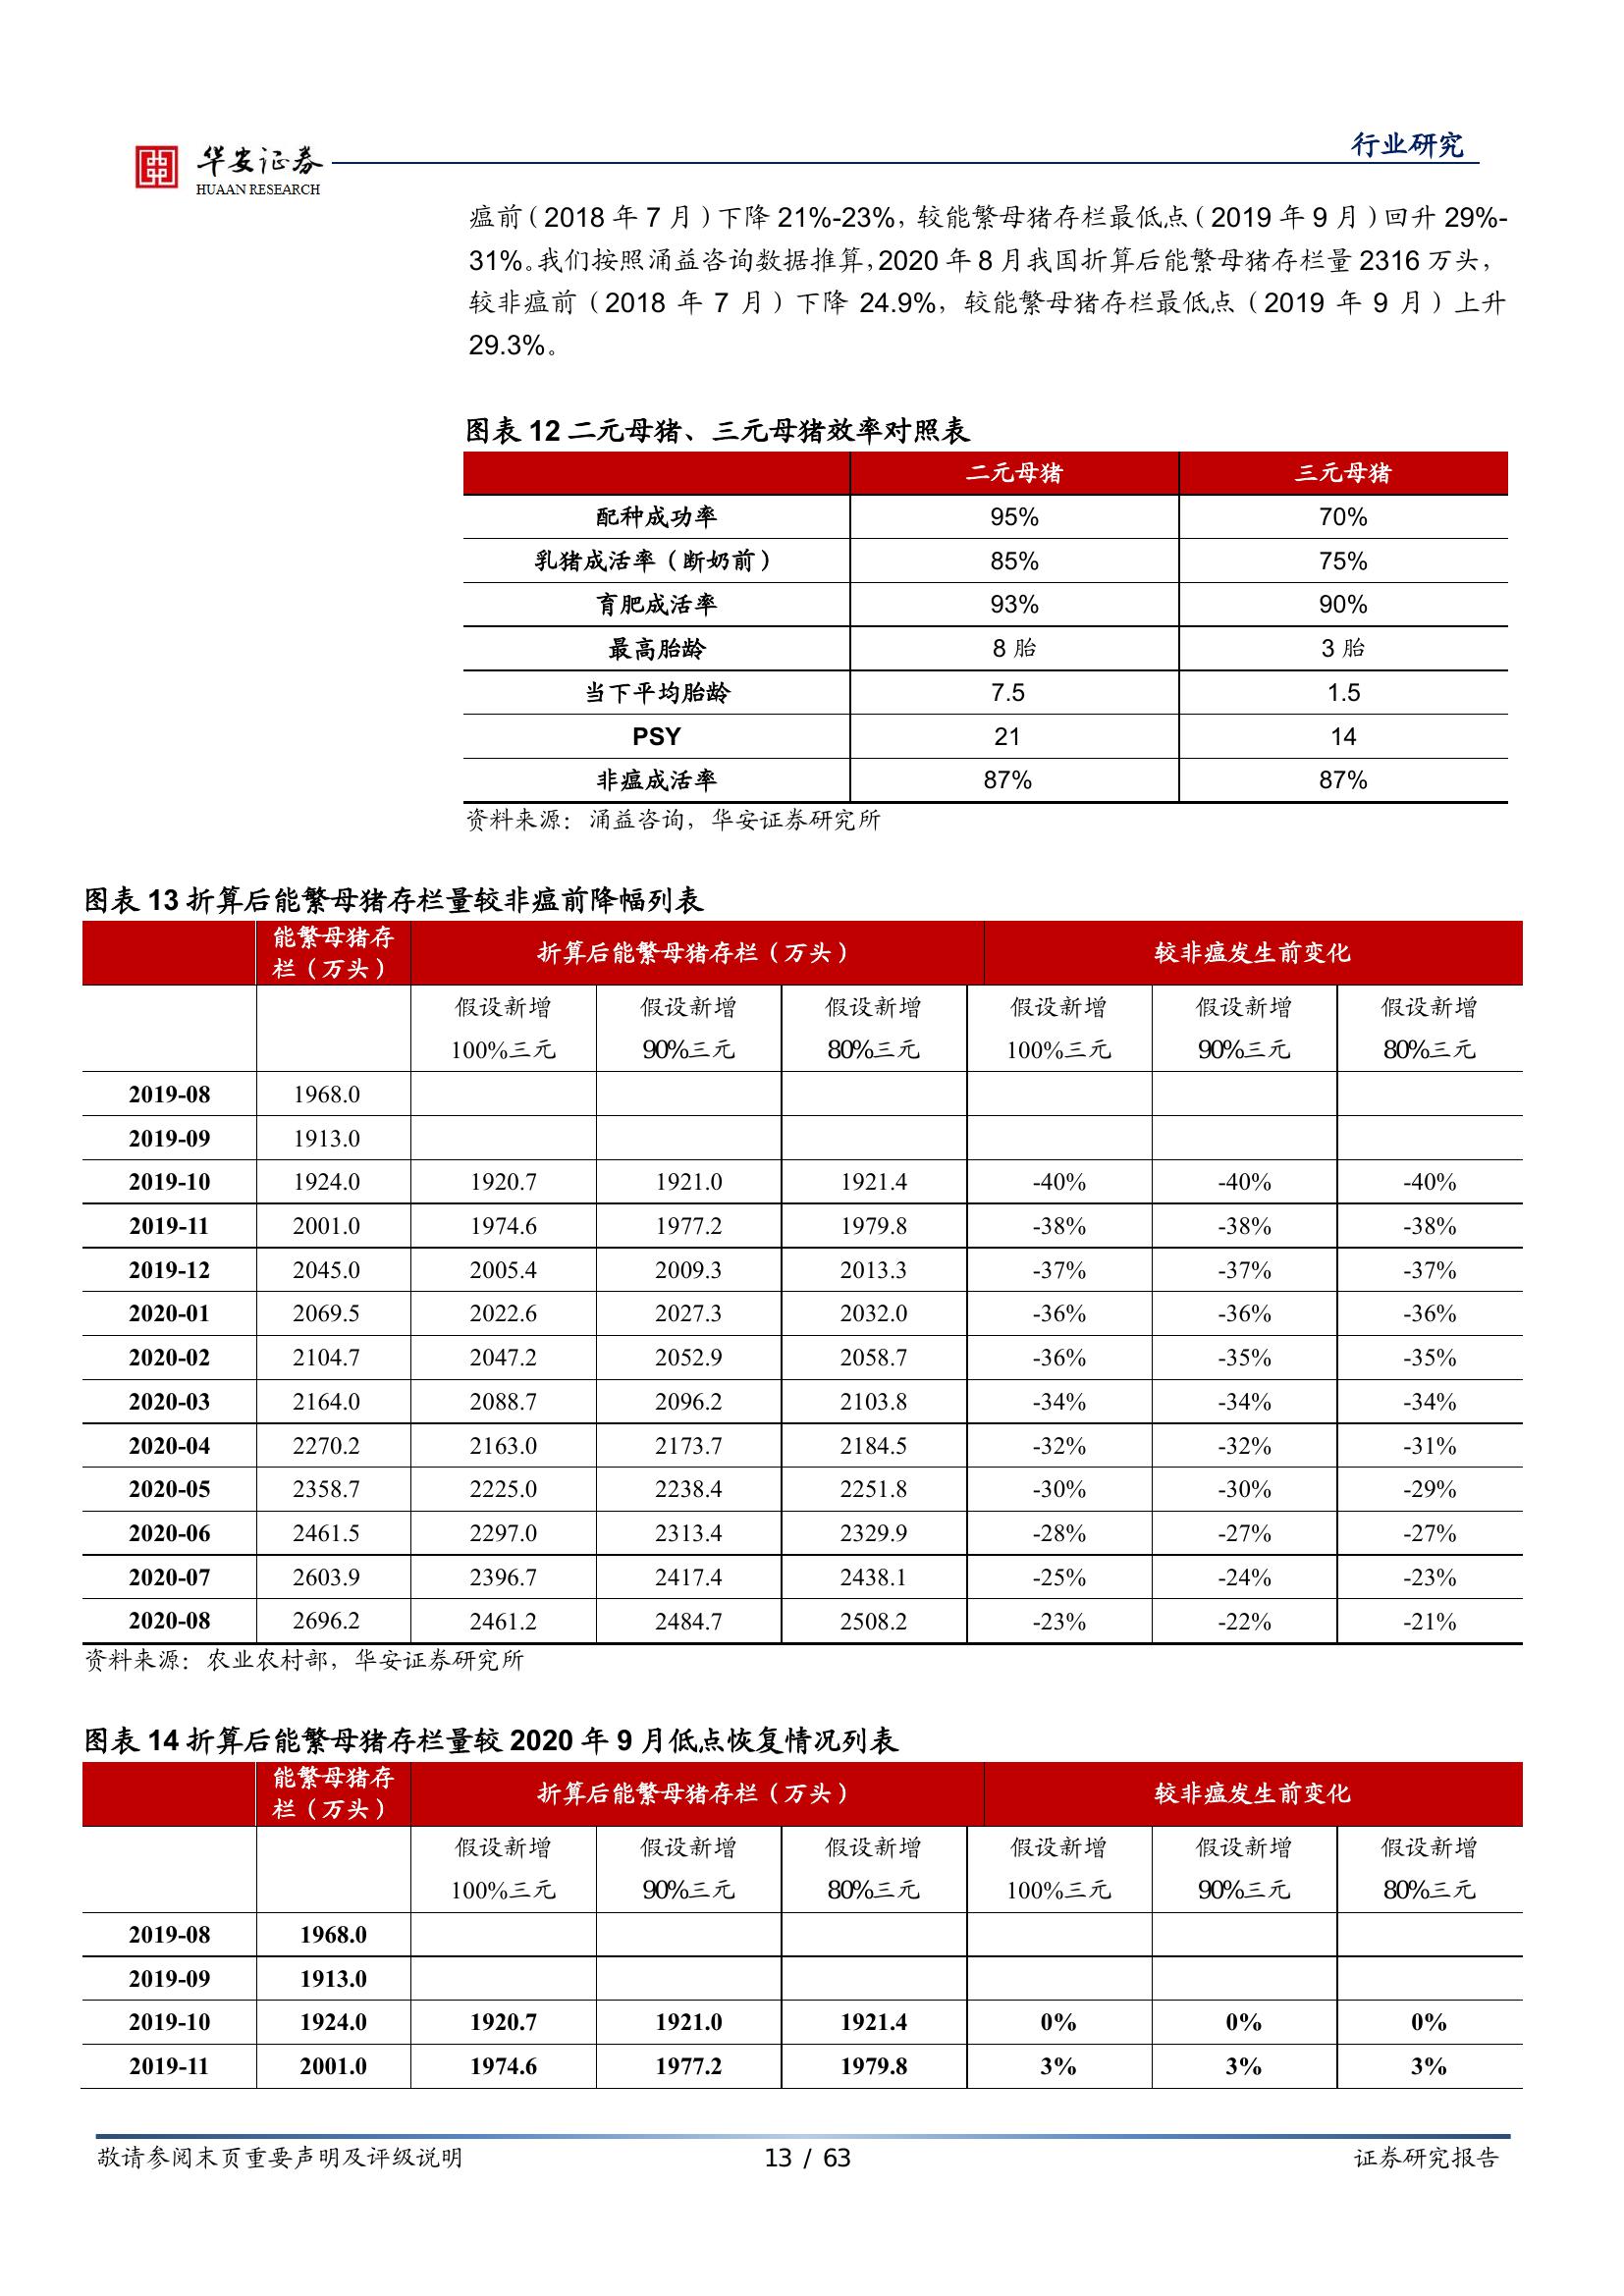 华安证券
HUAAN RESEARCH
行业研究
瘟前（2018 年 7 月）下降 21%-23%，较能繁母猪存栏最低点（2019 年 9 月）回升 29%-
31%。我们按照涌益咨询数据推算，2020 年 8 月我国折算后能繁母猪存栏量 2316 万头，
较非瘟前（2018 年 7 月）下降 24.9%，较能繁母猪存栏最低点（2019 年 9 月）上升
29.3%。
图表 12 二元母猪、三元母猪效率对照表
二元母猪 三元母猪
配种成功率 95% 70%
乳猪成活率（断奶前） 85% 75%
育肥成活率 93% 90%
最高胎龄 8 胎 3 胎
当下平均胎龄 7.5 1.5
PSY 21 14
非瘟成活率 87% 87%
资料来源：涌益咨询，华安证券研究所
图表 13 折算后能繁母猪存栏量较非瘟前降幅列表
能繁母猪存
栏（万头） 折算后能繁母猪存栏（万头） 较非瘟发生前变化
假设新增 假设新增 假设新增 假设新增 假设新增 假设新增
100%三元 90%三元 80%三元 100%三元 90%三元 80%三元
2019-08 1968.0
2019-09 1913.0
2019-10 1924.0 1920.7 1921.0 1921.4 -40% -40% -40%
2019-11 2001.0 1974.6 1977.2 1979.8 -38% -38% -38%
2019-12 2045.0 2005.4 2009.3 2013.3 -37% -37% -37%
2020-01 2069.5 2022.6 2027.3 2032.0 -36% -36% -36%
2020-02 2104.7 2047.2 2052.9 2058.7 -36% -35% -35%
2020-03 2164.0 2088.7 2096.2 2103.8 -34% -34% -34%
2020-04 2270.2 2163.0 2173.7 2184.5 -32% -32% -31%
2020-05 2358.7 2225.0 2238.4 2251.8 -30% -30% -29%
2020-06 2461.5 2297.0 2313.4 2329.9 -28% -27% -27%
2020-07 2603.9 2396.7 2417.4 2438.1 -25% -24% -23%
2020-08 2696.2 2461.2 2484.7 2508.2 -23% -22% -21%
资料来源：农业农村部，华安证券研究所
图表 14 折算后能繁母猪存栏量较 2020 年 9 月低点恢复情况列表
能繁母猪存
栏（万头） 折算后能繁母猪存栏（万头） 较非瘟发生前变化
假设新增 假设新增 假设新增 假设新增 假设新增 假设新增
100%三元 90%三元 80%三元 100%三元 90%三元 80%三元
2019-08 1968.0
2019-09 1913.0
2019-10 1924.0 1920.7 1921.0 1921.4 0% 0% 0%
2019-11 2001.0 1974.6 1977.2 1979.8 3% 3% 3%
敬请参阅末页重要声明及评级说明 13 / 63 证券研究报告